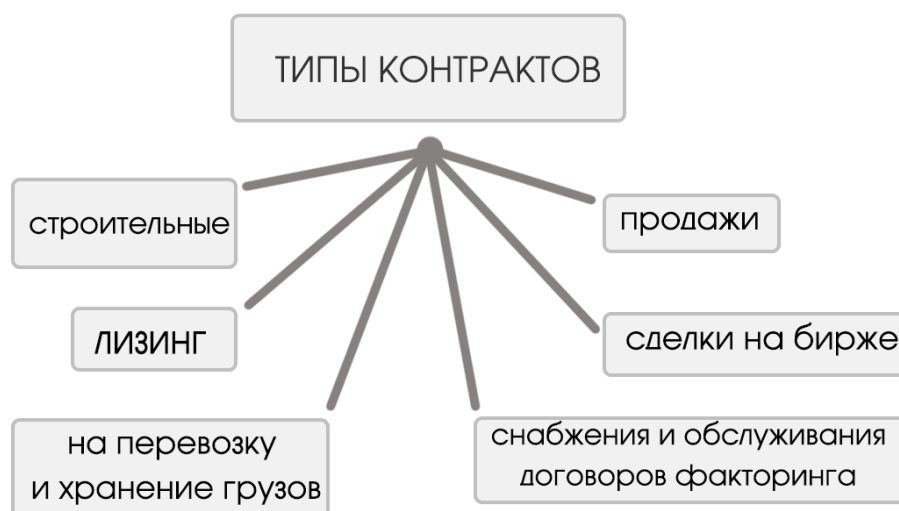 ТИПЫ КОНТРАКТОВ
строительные
продажи
ЛИЗИНГ
сделки на бирже
на перевозку
и хранение грузов
снабжения и обслуживания
договоров факторинга